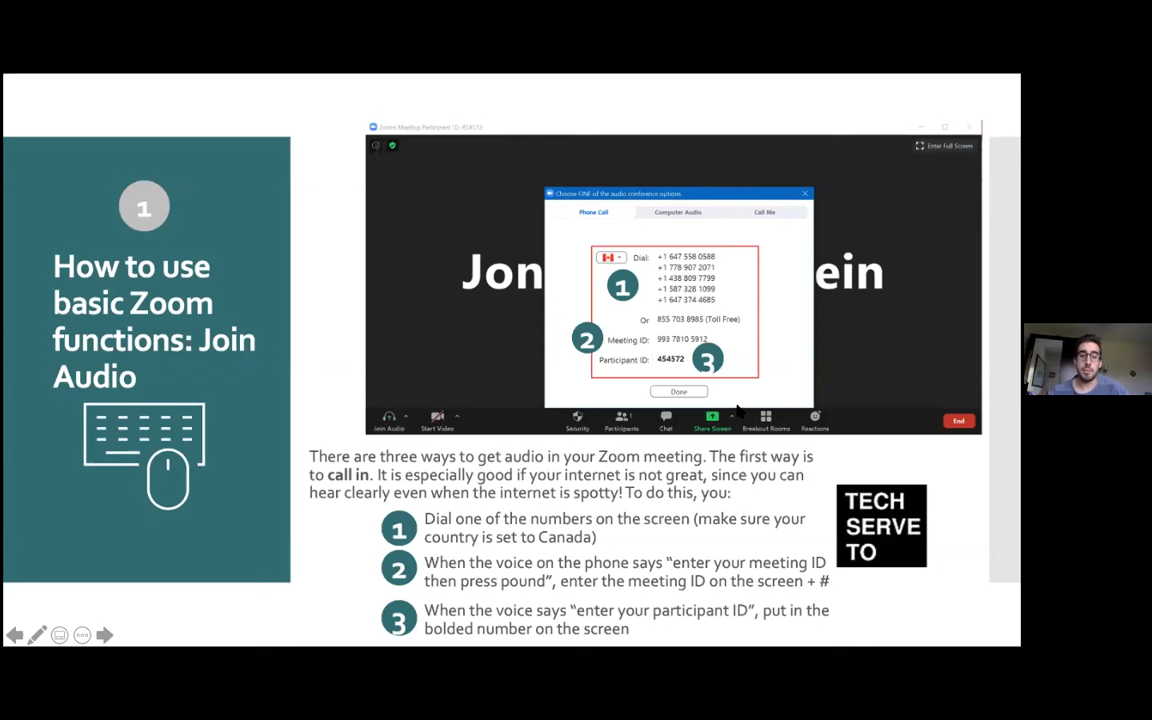 1
How to use
basic Zoom
functions: Join
Audio
Zoom Meeting Participant ID: 454572
Enter Full Screen
Choose ONE of the audio conference options
Phone Call
Computer Audio
Call Me
Dial:
+1 647 558 0588
+1 778 907 2071
+1 438 809 7799
+1 587 328 1099
+1 647 374 4685
1
Or
855 703 8985 (Toll Free)
2
Meeting ID:
993 7810 5912
Participant ID:
454572
3
Done
Jon
ein
Join Audio
Start Video
Security
Participants
1
Chat
Share Screen
Breakout Rooms
Reactions
End
There are three ways to get audio in your Zoom meeting. The first way is
to call in. It is especially good if your internet is not great, since you can
hear clearly even when the internet is spotty! To do this, you:
1
Dial one of the numbers on the screen (make sure your
country is set to Canada)
2
When the voice on the phone says “enter your meeting ID
then press pound”, enter the meeting ID on the screen + #
3
When the voice says “enter your participant ID”, put in the
bolded number on the screen
TECH
SERVE
TO